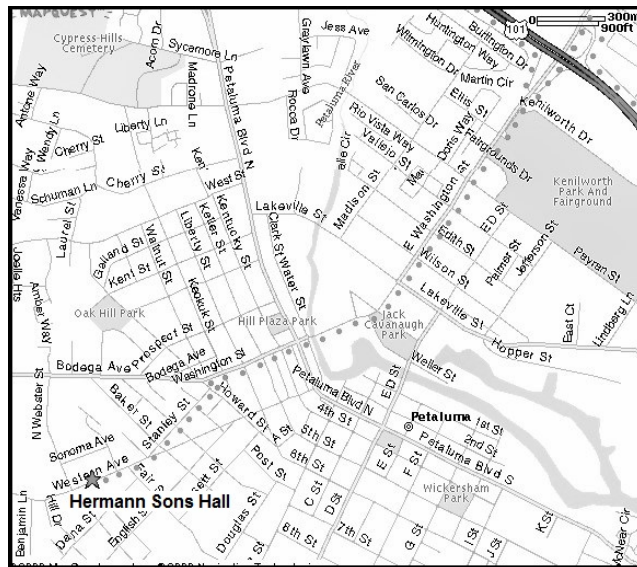 MAPQUEST
Cypress Hills
Cemetery
Acorn Dr
Sycamore Ln
Madrona Ln
Petaluma Blvd N
Graylawn Ave
Jess Ave
Rocca Dr
Petaluma River
Wilmington Dr
Huntington Way
Burlington Dr
101
0
300m
900ft
San Carlos Dr
Martin Cir
Ellis St
Rio Vista Way
Vallejo St
Doris Way
Madison St
Kenilworth Dr
Fairgrounds Dr
E Washington St
Kenilworth
Park And
Fairground
Antone Way
Wendy Ln
Vanessa Way
Liberty Ln
Cherry St
Schuman Ln
Cherry St
West St
Lakeville St
Edith St
ED St
Wilson St
Palmer St
Jefferson St
Payran St
Laurel St
Galland St
Kent St
Walnut St
Liberty St
Keller St
Kentucky St
Keokuk St
Clark St
Water St
Amber Way
Oak Hill Park
Prospect St
Hill Plaza Park
Jack
Cavanaugh
Park
Lakeville St
Hopper St
East Ct
Lindberg Ln
Bodega Ave
Bodega Ave
Washington St
Weller St
ED St
N Webster St
Baker St
Stanley St
Howard St
A St
Petaluma Blvd N
4th St
5th St
6th St
Petaluma
1st St
2nd St
Petaluma Blvd S
Sonoma Ave
Western Ave
Post St
E St
F St
Wickersham
Park
Hermann Sons Hall
Benjamin Ln
Hill Dr
Dana St
English St
Douglas St
C St
D St
8th St
7th St
G St
I St
J St
K St
McNear Cir